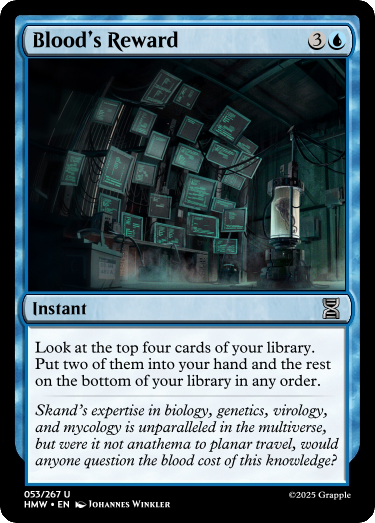 Blood's Reward
3
Instant
Look at the top four cards of your library.
Put two of them into your hand and the rest
on the bottom of your library in any order.
Skand's expertise in biology, genetics, virology,
and mycology is unparalleled in the multiverse,
but were it not anathema to planar travel, would
anyone question the blood cost of this knowledge?
053/267 U
HMW • EN Johannes Winkler
©2025 Grapple